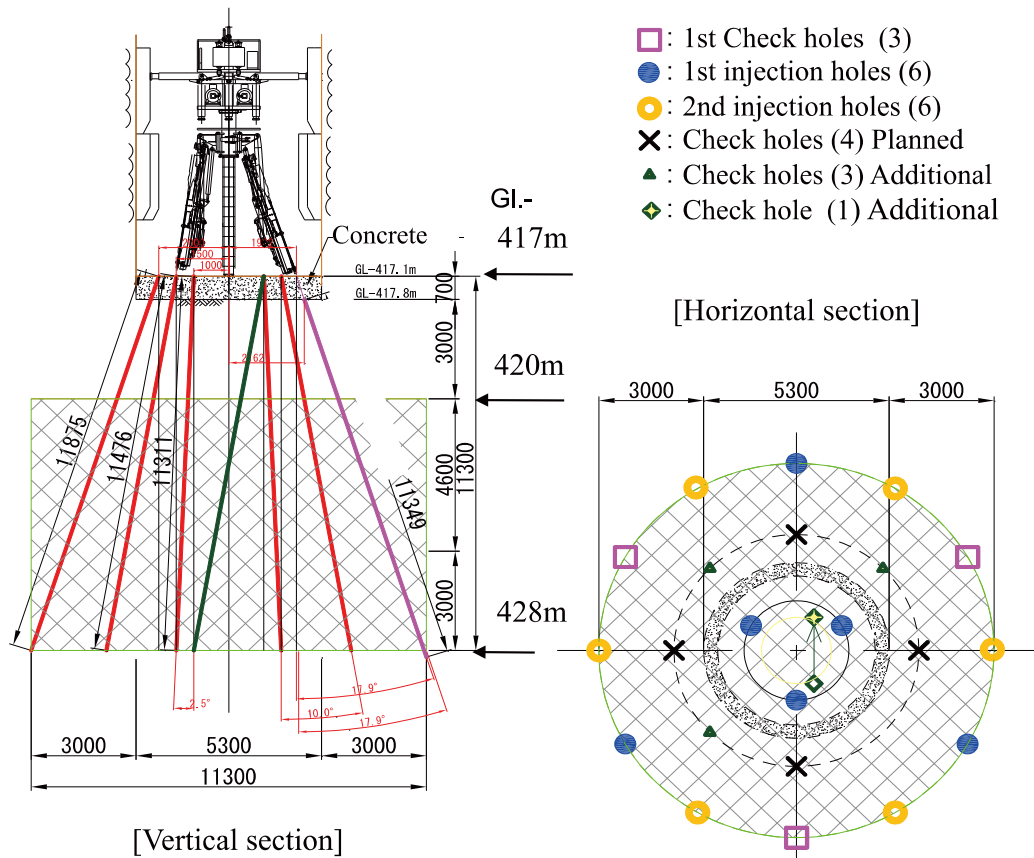 : 1st Check holes (3)
: 1st injection holes (6)
: 2nd injection holes (6)
: Check holes (4) Planned
: Check holes (3) Additional
: Check hole (1) Additional
GL.-
417m
Concrete
500
1000
GL-417.1m
GL-417.8m
700
3000
420m
11875
11476
11311
11349
4600
11300
3000
428m
17.9°
10.0°
2.5°
17.9°
3000
5300
3000
11300
[Vertical section]
[Horizontal section]
3000
5300
3000